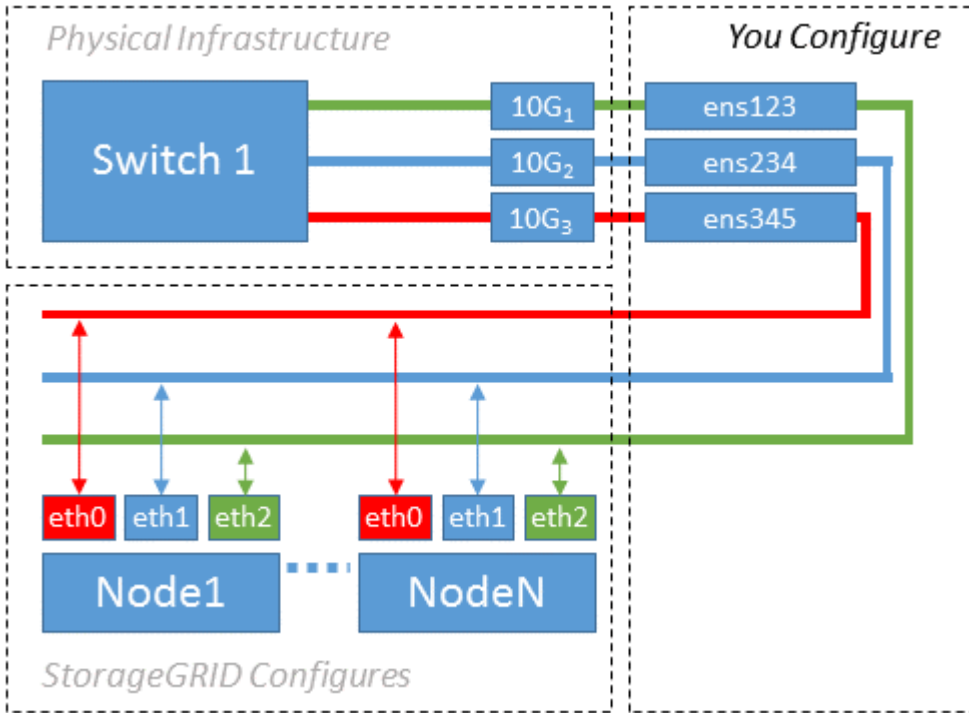 Physical Infrastructure
You Configure
Switch 1
10G₁
ens123
10G₂
ens234
10G₃
ens345
eth0 eth1 eth2
eth0 eth1 eth2
Node1
NodeN
StorageGRID Configures